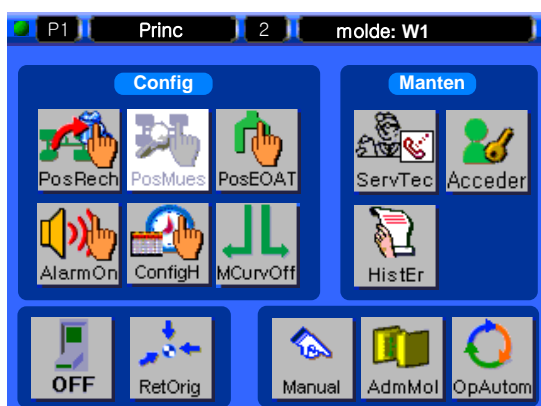 P1 Princ 2 molde: W1
Config Manten
PosRech PosMues PosEOAT ServTec Acceder
AlarmOn ConfigH MCurvOff HistEr
OFF RetOrig Manual AdmMol OpAutom